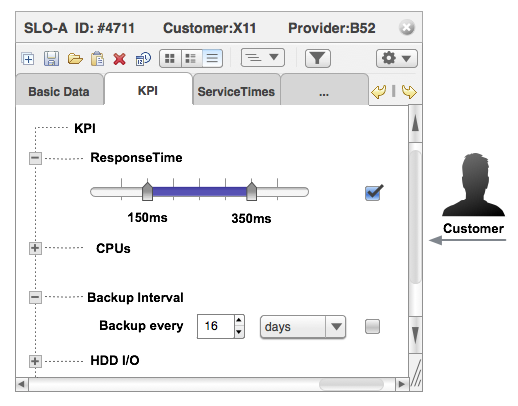 SLO-A ID: #4711 Customer:X11 Provider:B52
Basic Data KPI ServiceTimes ...
KPI
ResponseTime
150ms 350ms
Customer
CPUs
Backup Interval
Backup every 16 days
HDD I/O